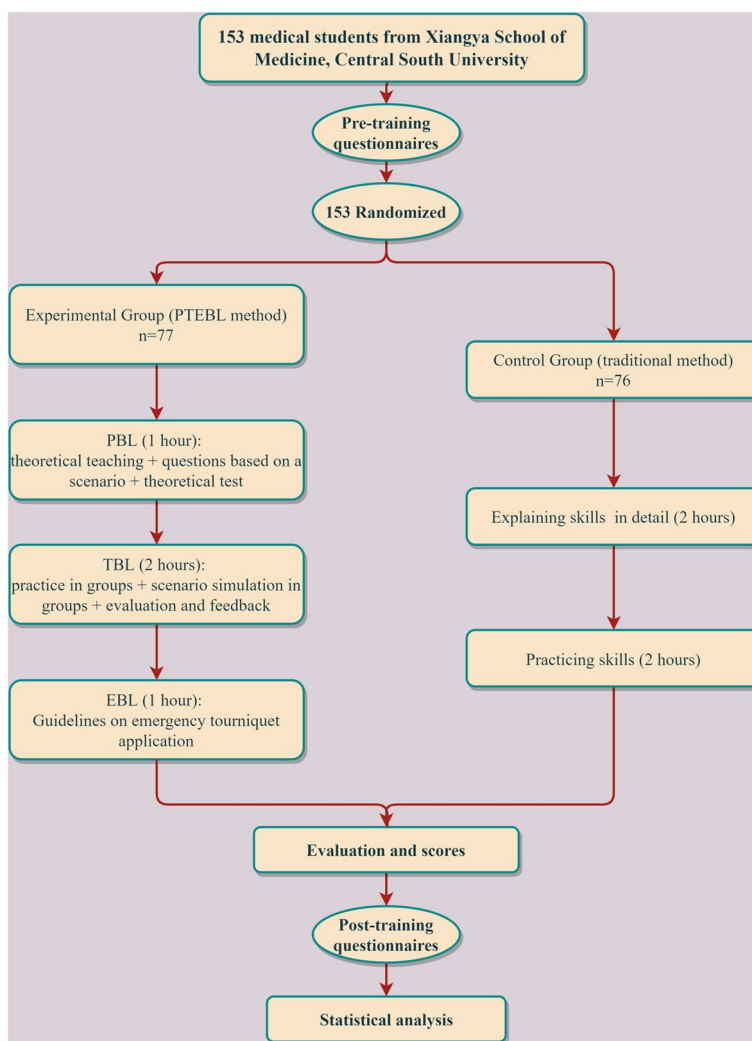 153 medical students from Xiangya School of
Medicine, Central South University
Pre-training
questionnaires
153 Randomized
Experimental Group (PTEBL method)
n=77
Control Group (traditional method)
n=76
PBL (1 hour):
theoretical teaching + questions based on a
scenario + theoretical test
Explaining skills in detail (2 hours)
TBL (2 hours):
practice in groups + scenario simulation in
groups + evaluation and feedback
Practicing skills (2 hours)
EBL (1 hour):
Guidelines on emergency tourniquet
application
Evaluation and scores
Post-training
questionnaires
Statistical analysis